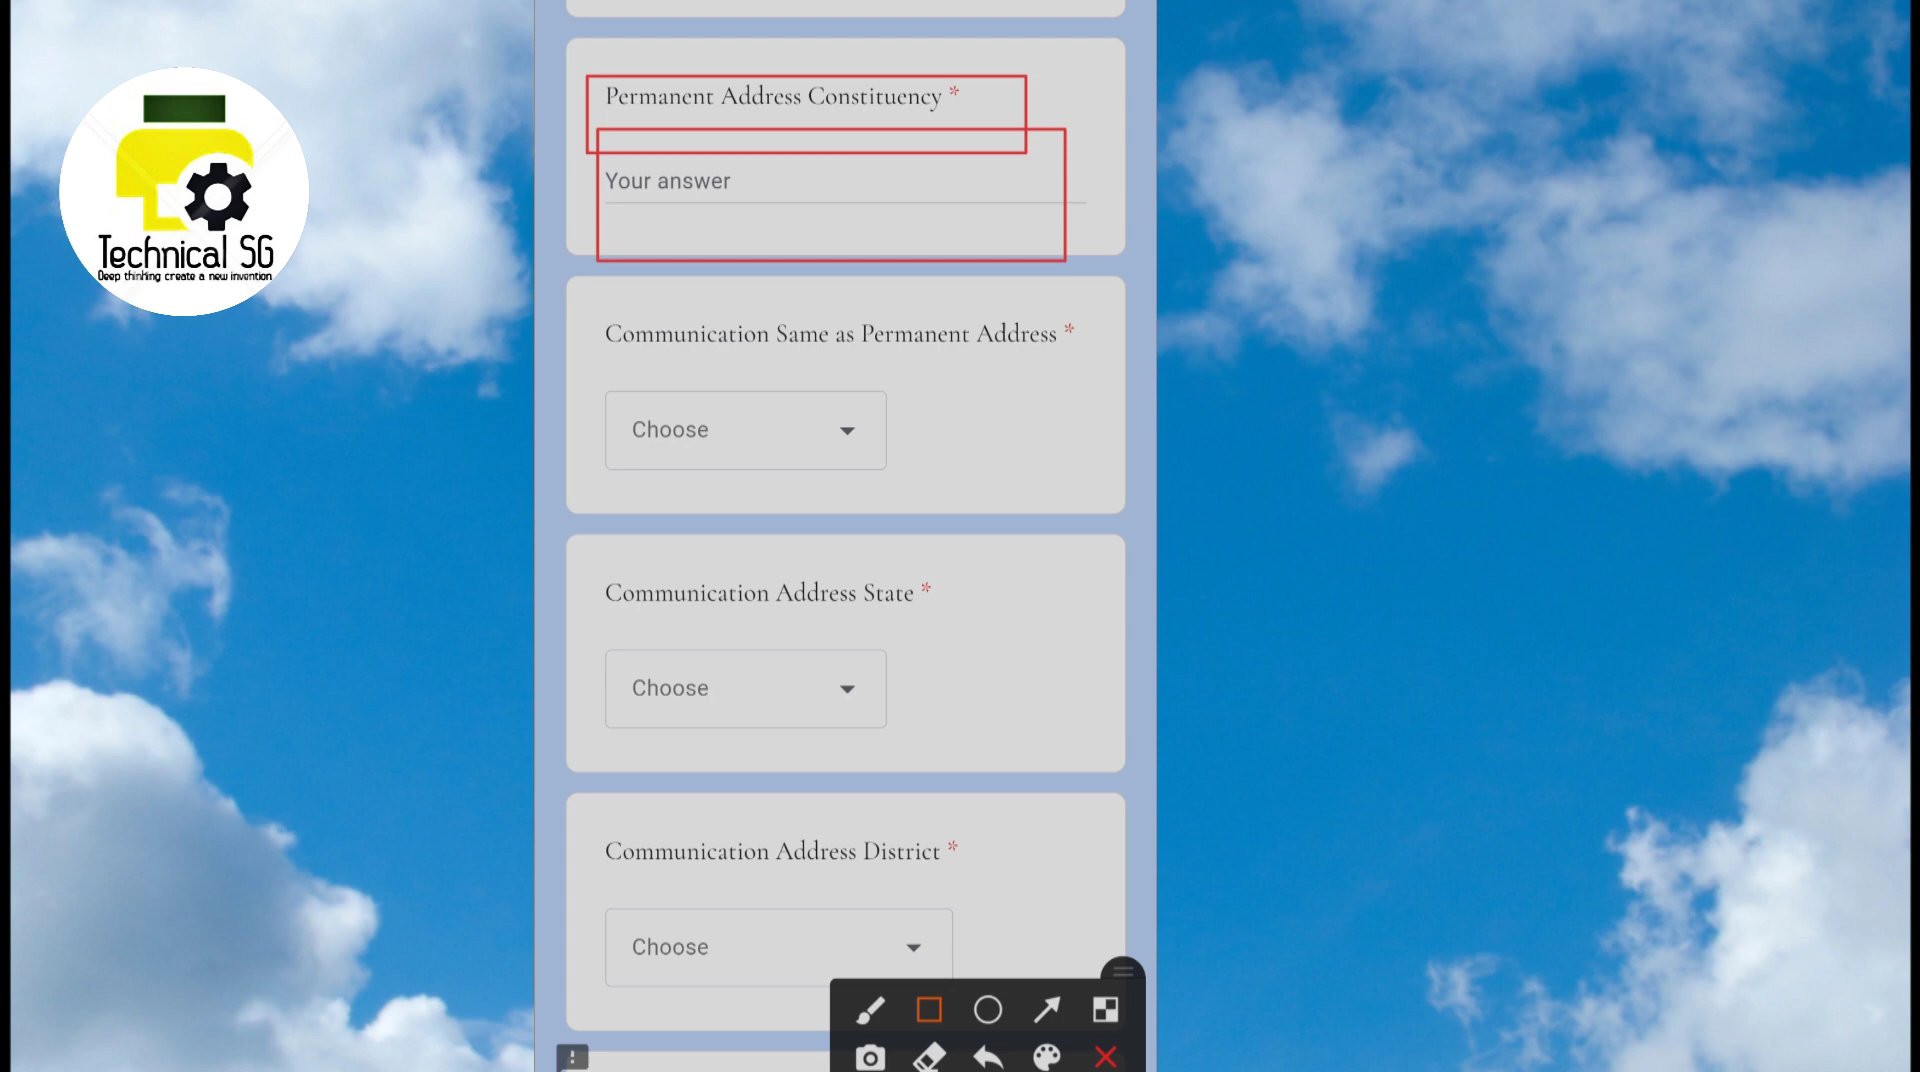 Technical SG
Deep thinking create a new invention
Permanent Address Constituency *
Your answer
Communication Same as Permanent Address *
Choose
Communication Address State *
Choose
Communication Address District *
Choose